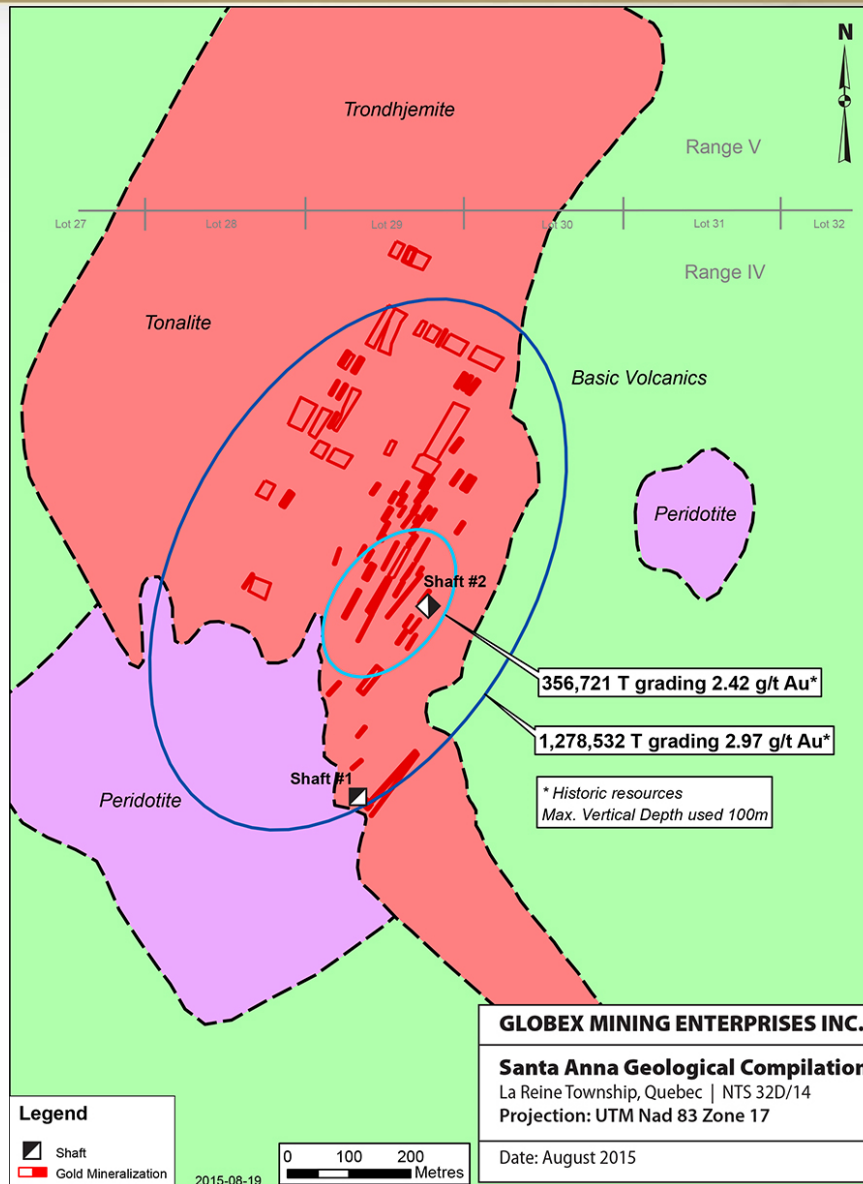 N
Trondhjemite
Range V
Lot 27
Lot 28
Lot 29
Lot 30
Lot 31
Lot 32
Range IV
Tonalite
Basic Volcanics
Peridotite
Shaft #2
356,721 T grading 2.42 g/t Au*
1,278,532 T grading 2.97 g/t Au*
Shaft #1
Peridotite
* Historic resources
Max. Vertical Depth used 100m
GLOBEX MINING ENTERPRISES INC.
Santa Anna Geological Compilation
La Reine Township, Quebec | NTS 32D/14
Projection: UTM Nad 83 Zone 17
Date: August 2015
Legend
Shaft
Gold Mineralization
2015-08-19
0 100 200
Metres